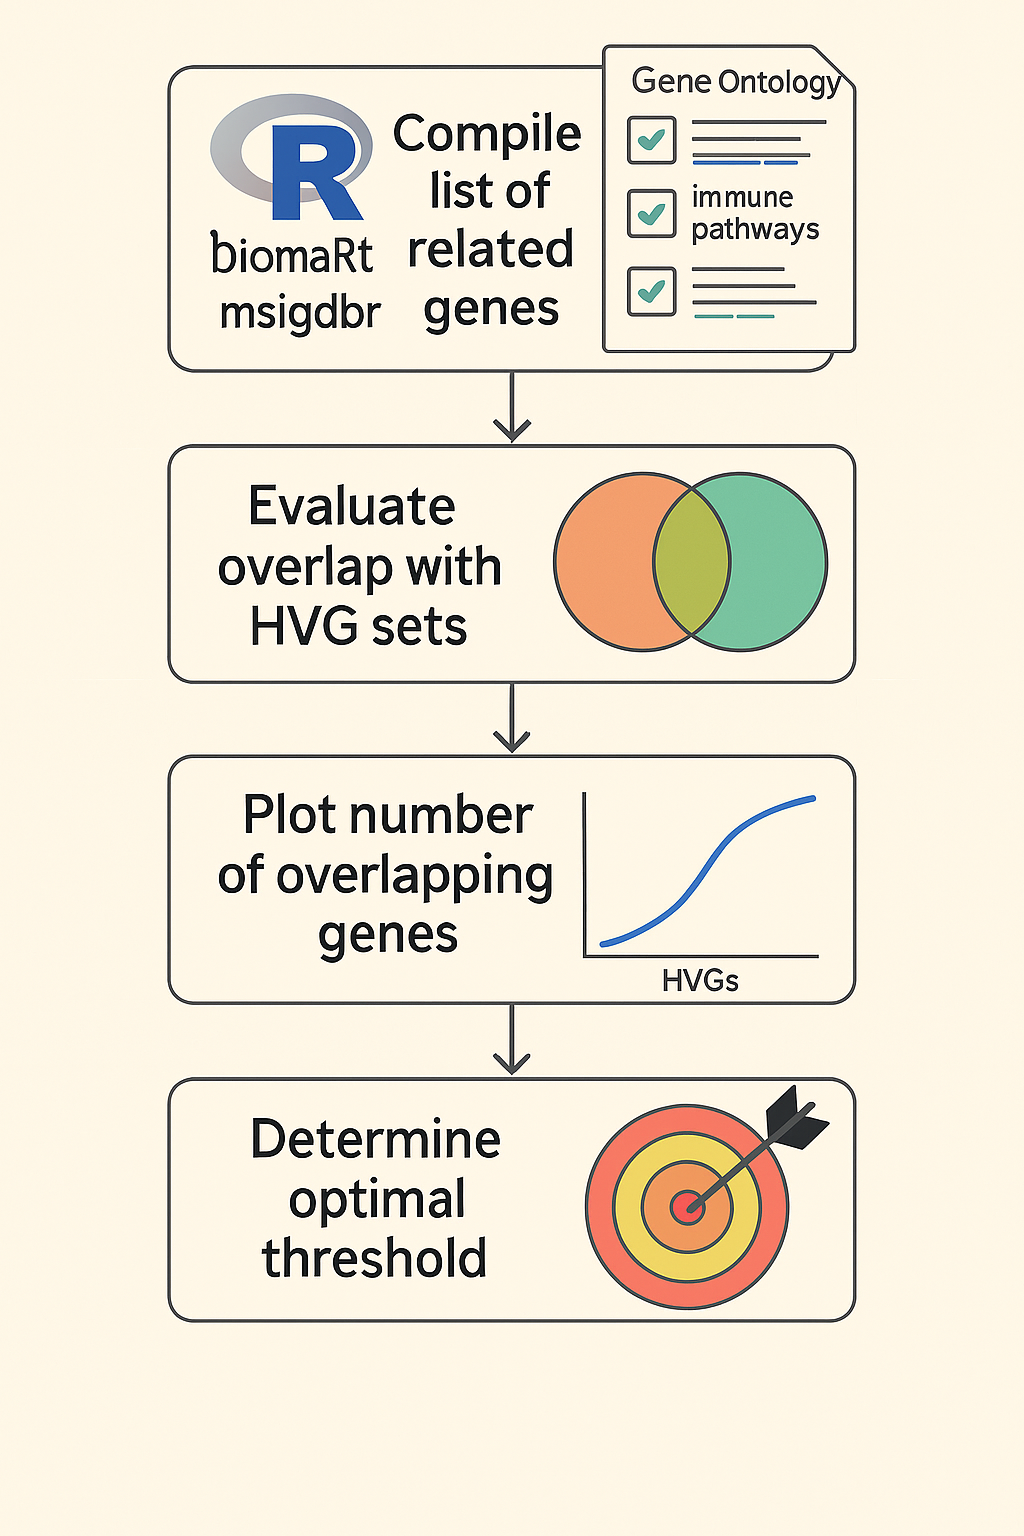 R
biomaRt
msigdbr
Compile
list of
related
genes
Gene Ontology
immune
pathways
Evaluate
overlap with
HVG sets
Plot number
of overlapping
genes
HVGs
Determine
optimal
threshold